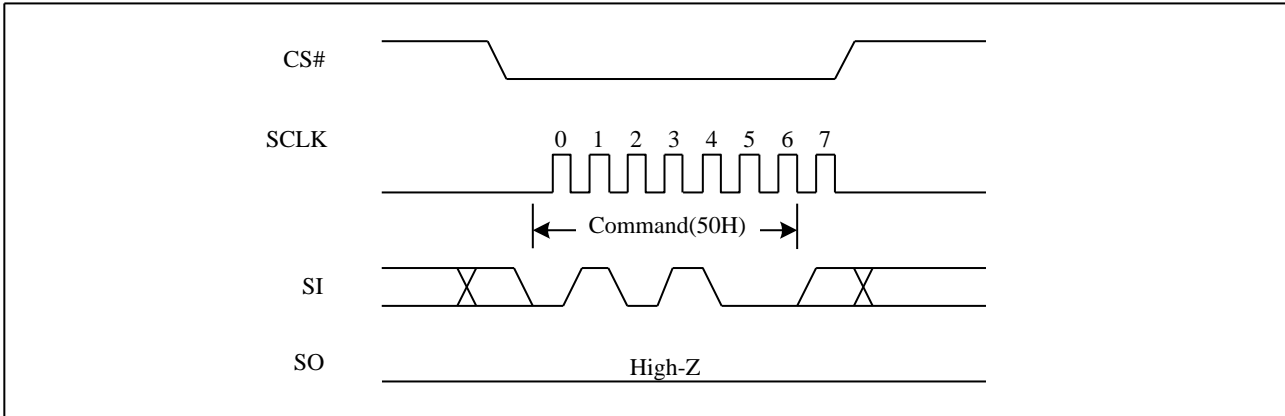 CS#
SCLK
0 1 2 3 4 5 6 7
Command(50H)
SI
SO
High-Z